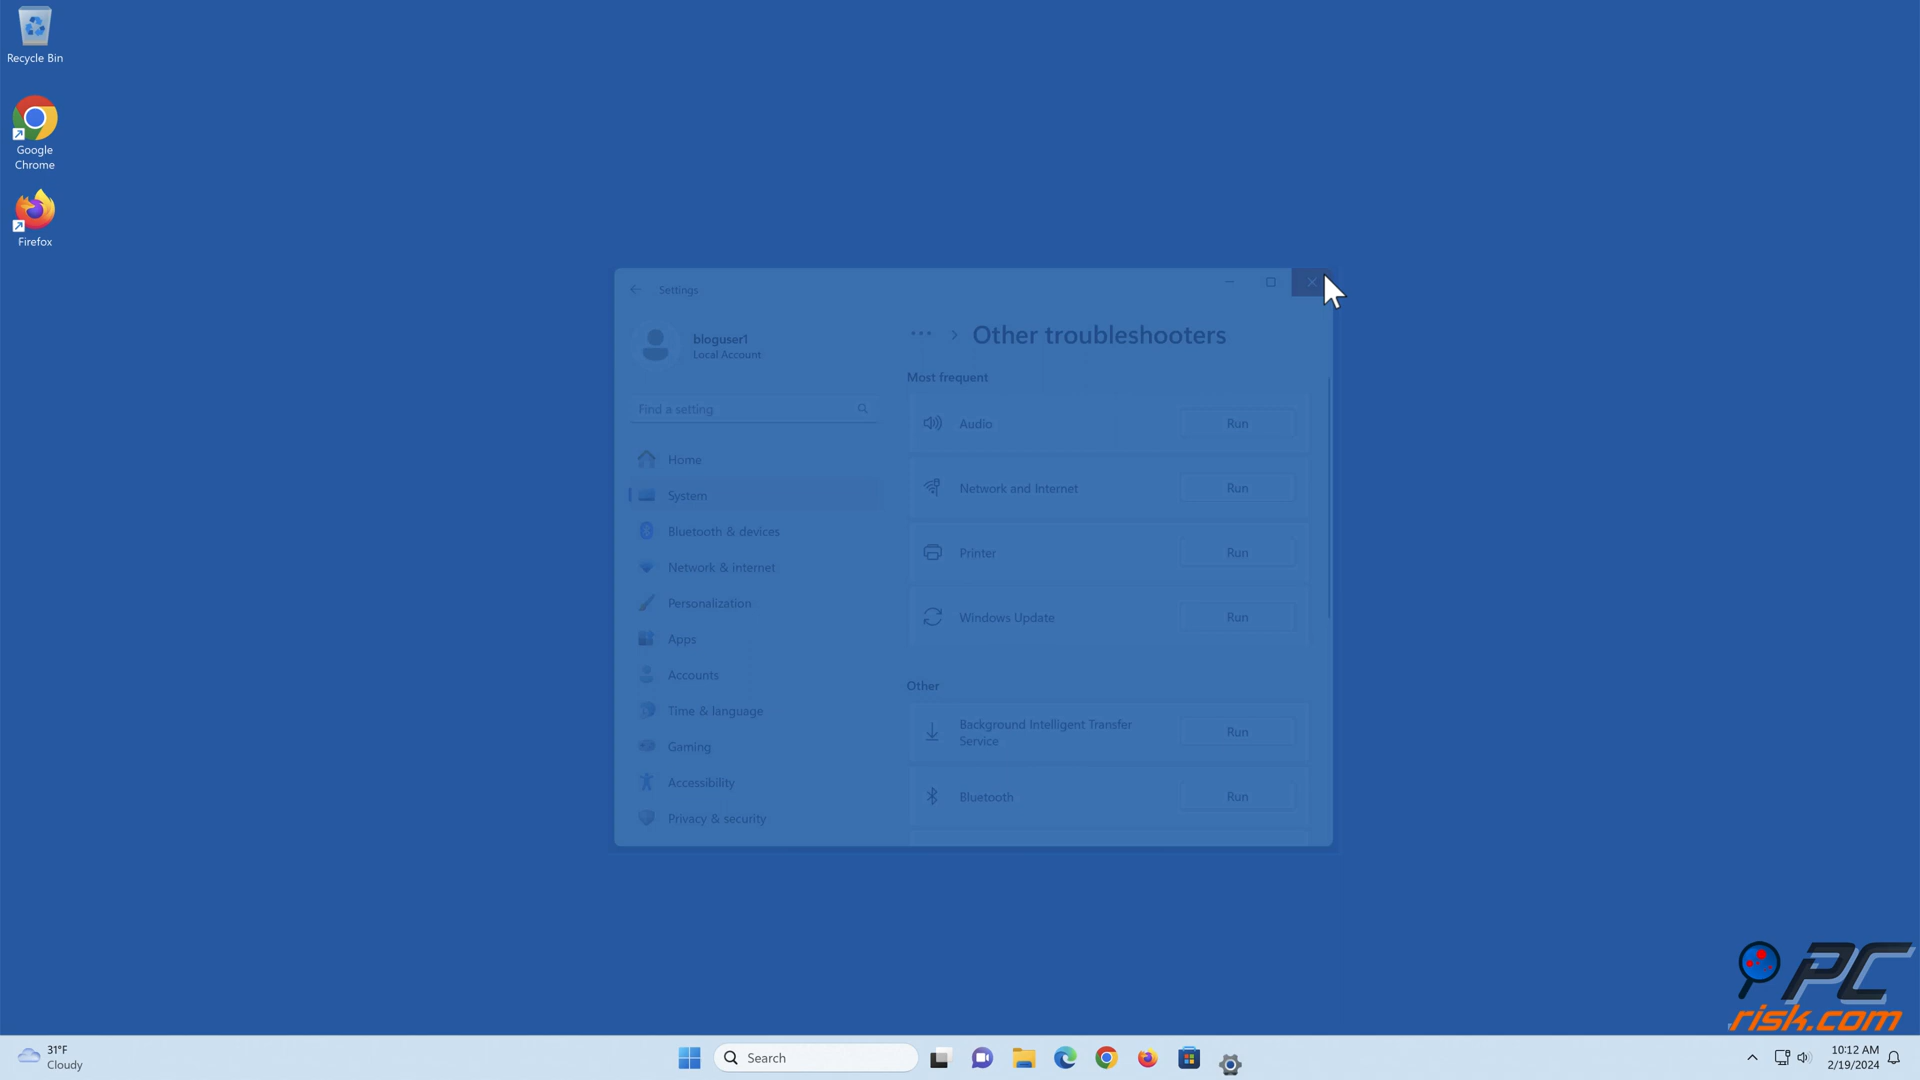 Recycle Bin
Google
Chrome
Firefox
Settings
bloguser1
Local Account
Find a setting
Home
System
Bluetooth & devices
Network & internet
Personalization
Apps
Accounts
Time & language
Gaming
Accessibility
Privacy & security
Other troubleshooters
Most frequent
Audio
Run
Network and Internet
Run
Printer
Run
Windows Update
Run
Other
Background Intelligent Transfer
Service
Run
Bluetooth
Run
PC
risk.com
31°F
Cloudy
Search
10:12 AM
2/19/2024